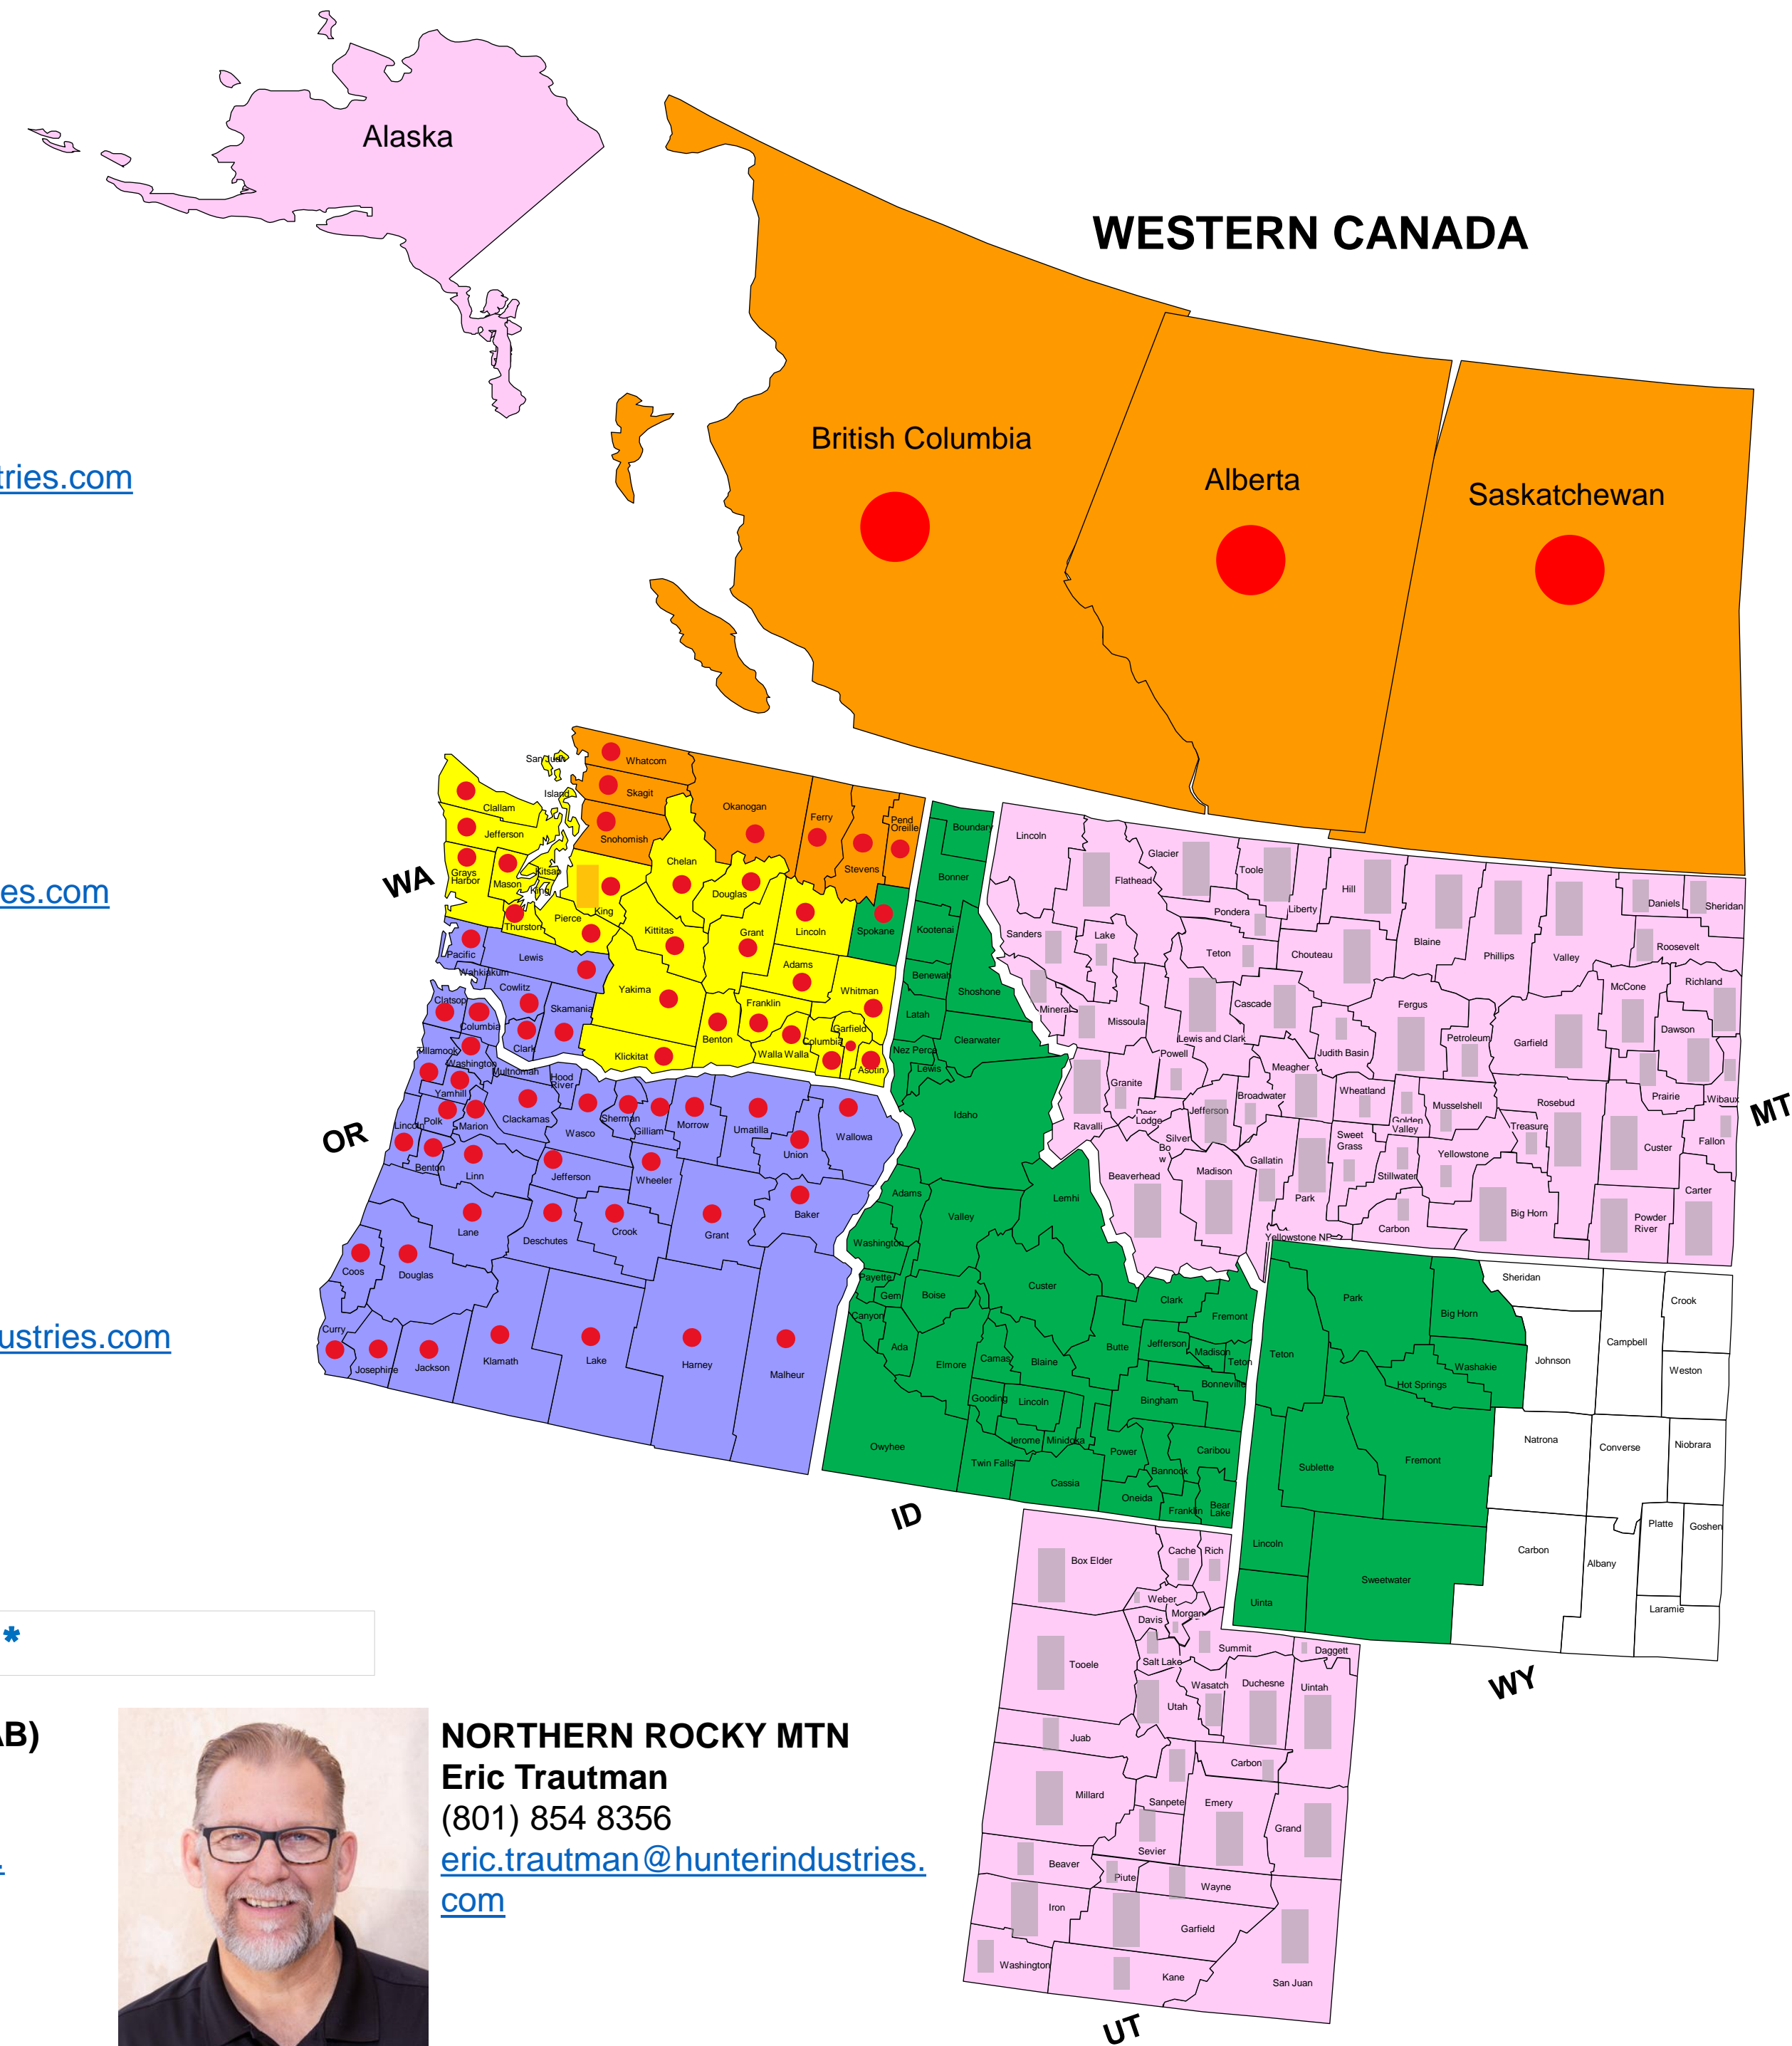 Alaska
WESTERN CANADA
British Columbia
Alberta
Saskatchewan
tries.com
es.com
ustries.com
*
AB)
.
NORTHERN ROCKY MTN
Eric Trautman
(801) 854 8356
eric.trautman@hunterindustries.
com
WA
San Juan
Island
Whatcom
Skagit
Snohomish
Okanogan
Ferry
Stevens
Pend
Oreille
Clallam
Jefferson
Grays
Harbor
Mason
Kitsap
King
King
Chelan
Douglas
Thurston
Pierce
Kittitas
Grant
Lincoln
Spokane
Pacific
Lewis
Wahkiakum
Cowlitz
Skamania
Clark
Yakima
Adams
Whitman
Franklin
Benton
Walla Walla
Columbia
Garfield
Asotin
Klickitat
OR
Clatsop
Columbia
Tillamook
Washington
Multnomah
Hood
River
Yamhill
Clackamas
Polk
Marion
Lincoln
Benton
Linn
Wasco
Sherman
Gilliam
Morrow
Umatilla
Union
Wallowa
Jefferson
Wheeler
Baker
Lane
Deschutes
Crook
Grant
Coos
Douglas
Curry
Josephine
Jackson
Klamath
Lake
Harney
Malheur
ID
Boundary
Bonner
Kootenai
Benewah
Shoshone
Latah
Clearwater
Nez Perce
Lewis
Idaho
Adams
Valley
Lemhi
Washington
Payette
Gem
Boise
Custer
Canyon
Ada
Elmore
Camas
Blaine
Butte
Clark
Fremont
Jefferson
Madison
Teton
Bonneville
Bingham
Gooding
Lincoln
Jerome
Minidoka
Owyhee
Twin Falls
Cassia
Power
Bannock
Caribou
Oneida
Franklin
Bear
Lake
MT
Lincoln
Flathead
Glacier
Toole
Liberty
Hill
Blaine
Phillips
Valley
Daniels
Sheridan
Roosevelt
Pondera
Sanders
Lake
Teton
Chouteau
Richland
McCone
Mineral
Missoula
Lewis and Clark
Cascade
Fergus
Petroleum
Garfield
Dawson
Judith Basin
Powell
Granite
Meagher
Wheatland
Golden
Valley
Musselshell
Rosebud
Treasure
Prairie
Wibaux
Fallon
Custer
Ravalli
Deer
Lodge
Jefferson
Broadwater
Silver
Bo
w
Beaverhead
Madison
Gallatin
Park
Sweet
Grass
Stillwater
Yellowstone
Carbon
Big Horn
Powder
River
Carter
Yellowstone NP
WY
Park
Big Horn
Sheridan
Crook
Campbell
Johnson
Weston
Teton
Washakie
Hot Springs
Sublette
Fremont
Natrona
Converse
Niobrara
Lincoln
Sweetwater
Carbon
Albany
Platte
Goshen
Uinta
Laramie
UT
Box Elder
Cache
Rich
Weber
Davis
Morgan
Summit
Daggett
Salt Lake
Tooele
Utah
Wasatch
Duchesne
Uintah
Juab
Carbon
Millard
Sanpete
Emery
Grand
Sevier
Beaver
Piute
Wayne
Iron
Garfield
Washington
Kane
San Juan